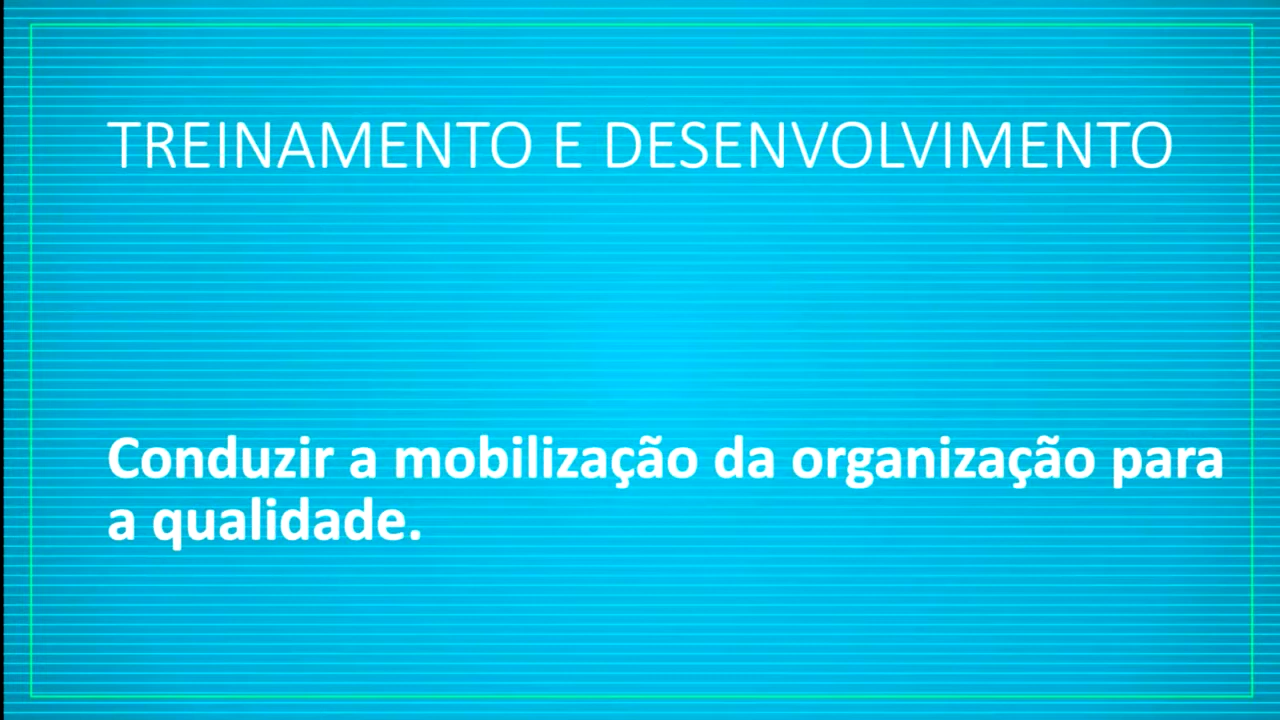 TREINAMENTO E DESENVOLVIMENTO
Conduzir a mobilização da organização para
a qualidade.